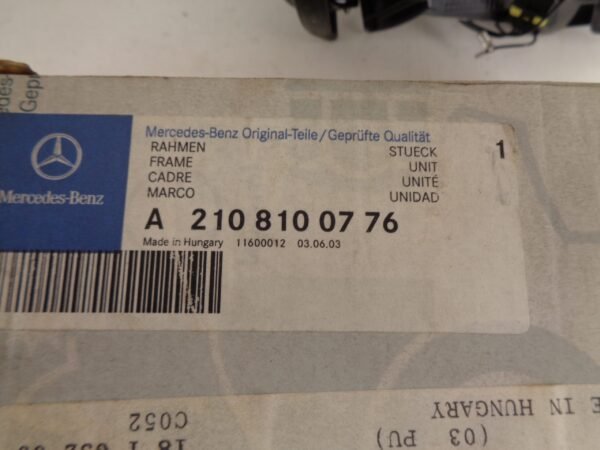 Mercedes-Benz Original-Teile/Geprüfte Qualität
RAHMEN STUECK 1
FRAME UNIT
CADRE UNITÉ
MARCO UNIDAD
A 210 810 07 76
Made in Hungary 11600012 03.06.03
Mercedes-Benz
E IN HUNGARY
(03 PU)
C052